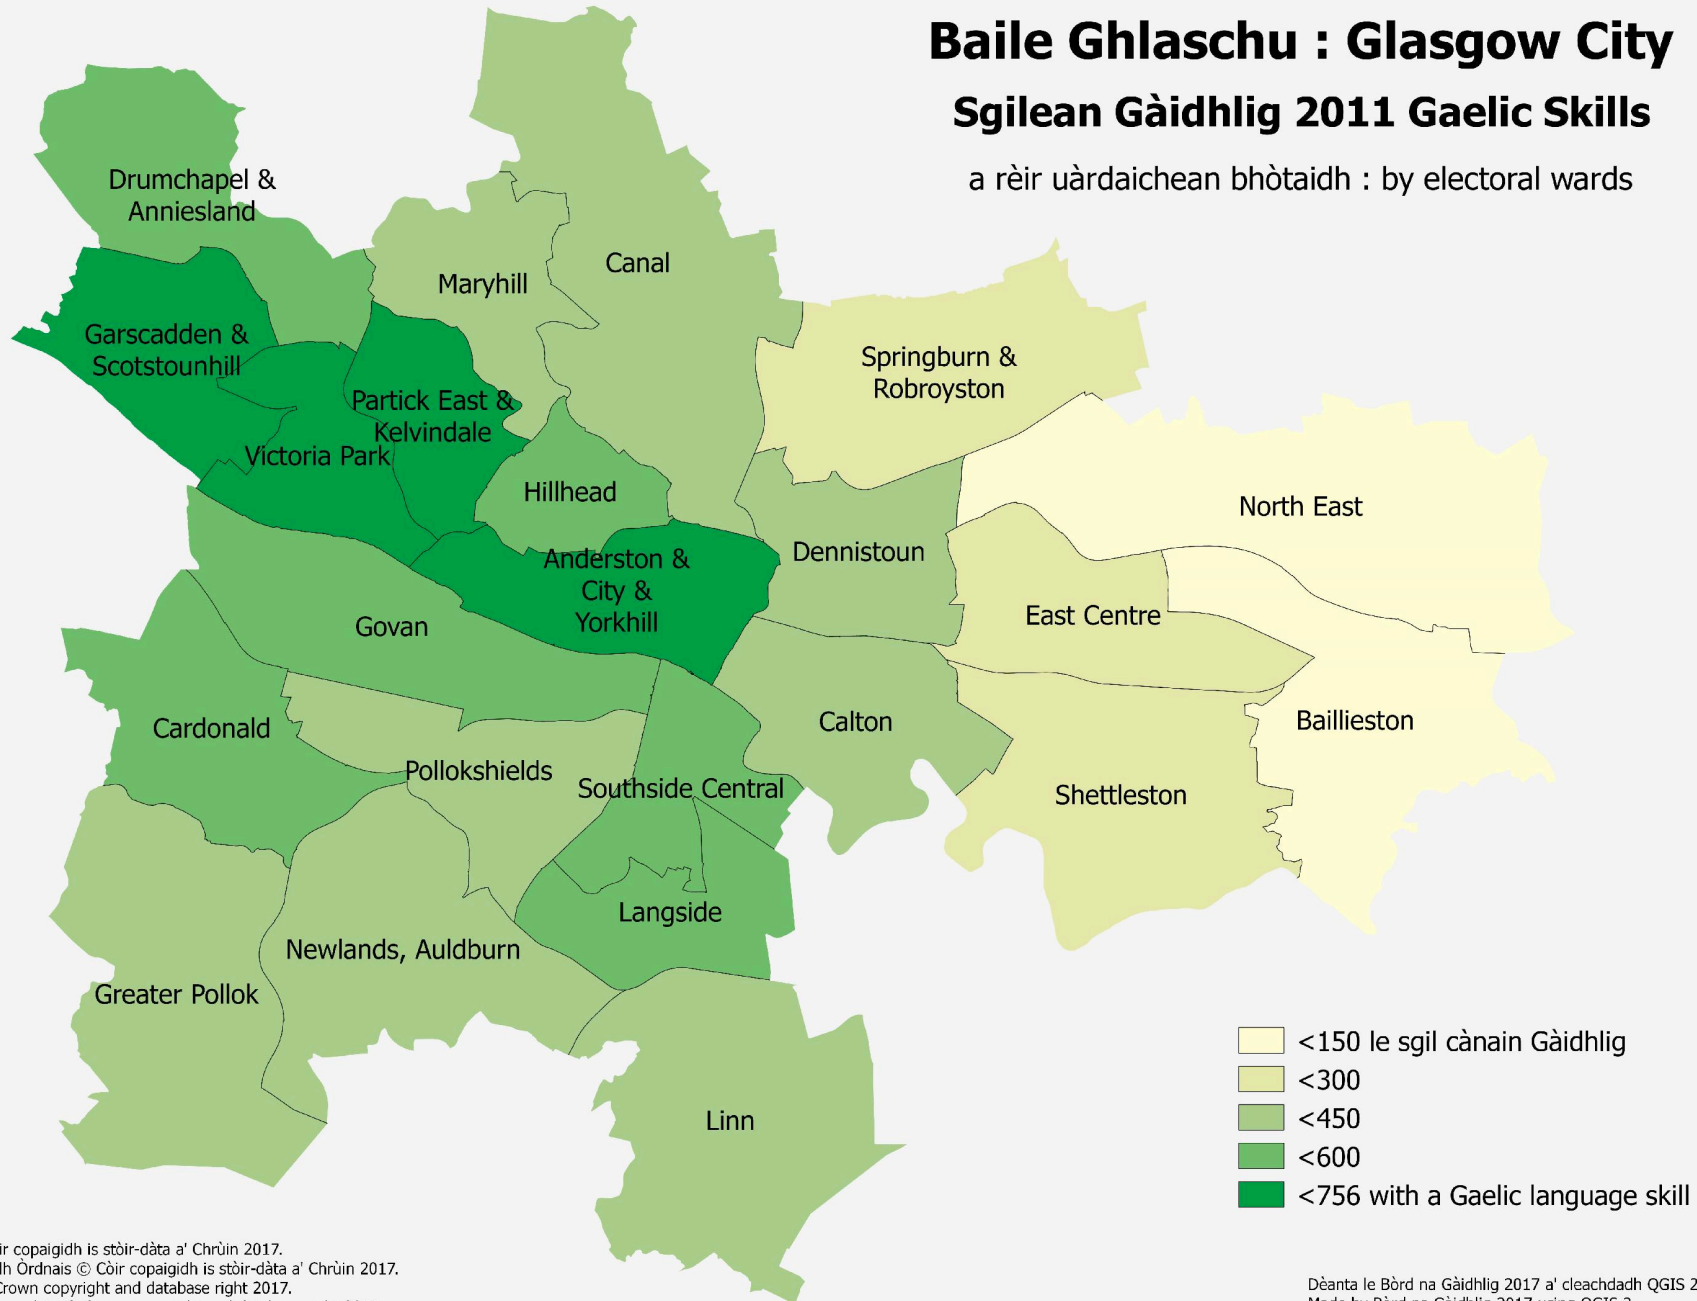 Baile Ghlaschu : Glasgow City
Sgilean Gàidhlig 2011 Gaelic Skills
a rèir uàrdaichean bhòtaidh : by electoral wards
Drumchapel &
Anniesland
Canal
Maryhill
Garscadden &
Scotstounhill
Springburn &
Robroyston
Partick East &
Kelvindale
Victoria Park
Hillhead
North East
Anderston &
City &
Yorkhill
Dennistoun
East Centre
Govan
Cardonald
Calton
Baillieston
Pollokshields
Southside Central
Shettleston
Langside
Newlands, Auldburn
Greater Pollok
Linn
<150 le sgil cànain Gàidhlig
<300
<450
<600
<756 with a Gaelic language skill
copaigidh is stòir-dàta a' Chrùin 2017.
Òrdnais © Còir copaigidh is stòir-dàta a' Chrùin 2017.
Crown copyright and database right 2017.
Dèanta le Bòrd na Gàidhlig 2017 a' cleachdadh QGIS 2